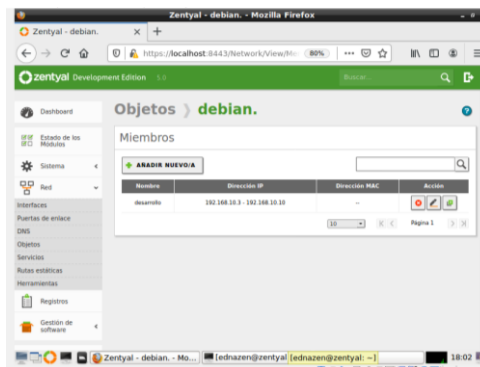 Zentyal - debian. - Mozilla Firefox
Zentyal - debian.
https://localhost:8443/Network/View/Me
80%
zentyal Development Edition 5.0
Buscar...
Dashboard
Estado de los
Módulos
Sistema
Red
Interfaces
Puertas de enlace
DNS
Objetos
Servicios
Rutas estáticas
Herramientas
Registros
Gestión de
software
Objetos > debian.
Miembros
+ AÑADIR NUEVO/A
Nombre Dirección IP Dirección MAC Acción
desarrollo 192.168.10.3 - 192.168.10.10 --
10 Página 1
Zentyal - debian. - Mo... [ednazen@zentyal [ednazen@zentyal: ~] 18:02